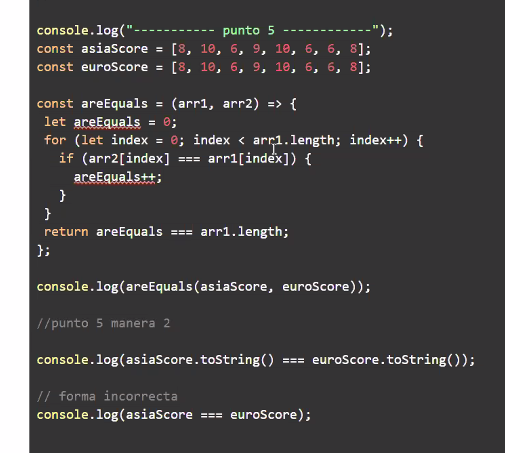 console.log("----------- punto 5 ------------");
const asiaScore = [8, 10, 6, 9, 10, 6, 6, 8];
const euroScore = [8, 10, 6, 9, 10, 6, 6, 8];
const areEquals = (arr1, arr2) => {
let areEquals = 0;
for (let index = 0; index < arr1.length; index++) {
if (arr2[index] === arr1[index]) {
areEquals++;
}
}
return areEquals === arr1.length;
};
console.log(areEquals(asiaScore, euroScore));
//punto 5 manera 2
console.log(asiaScore.toString() === euroScore.toString());
// forma incorrecta
console.log(asiaScore === euroScore);